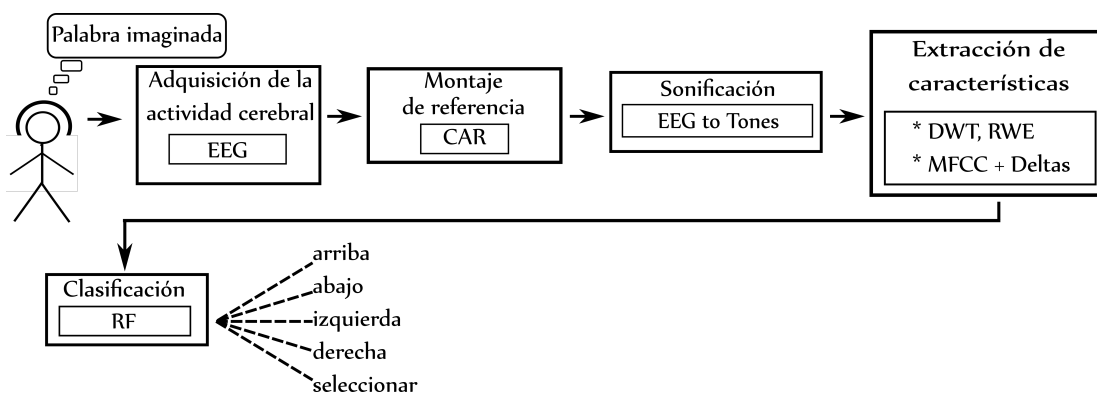 Palabra imaginada
Adquisición de la
actividad cerebral
EEG
Montaje
de referencia
CAR
Sonificación
EEG to Tones
Extracción de
características
* DWT, RWE
* MFCC + Deltas
Clasificación
RF
arriba
abajo
izquierda
derecha
seleccionar